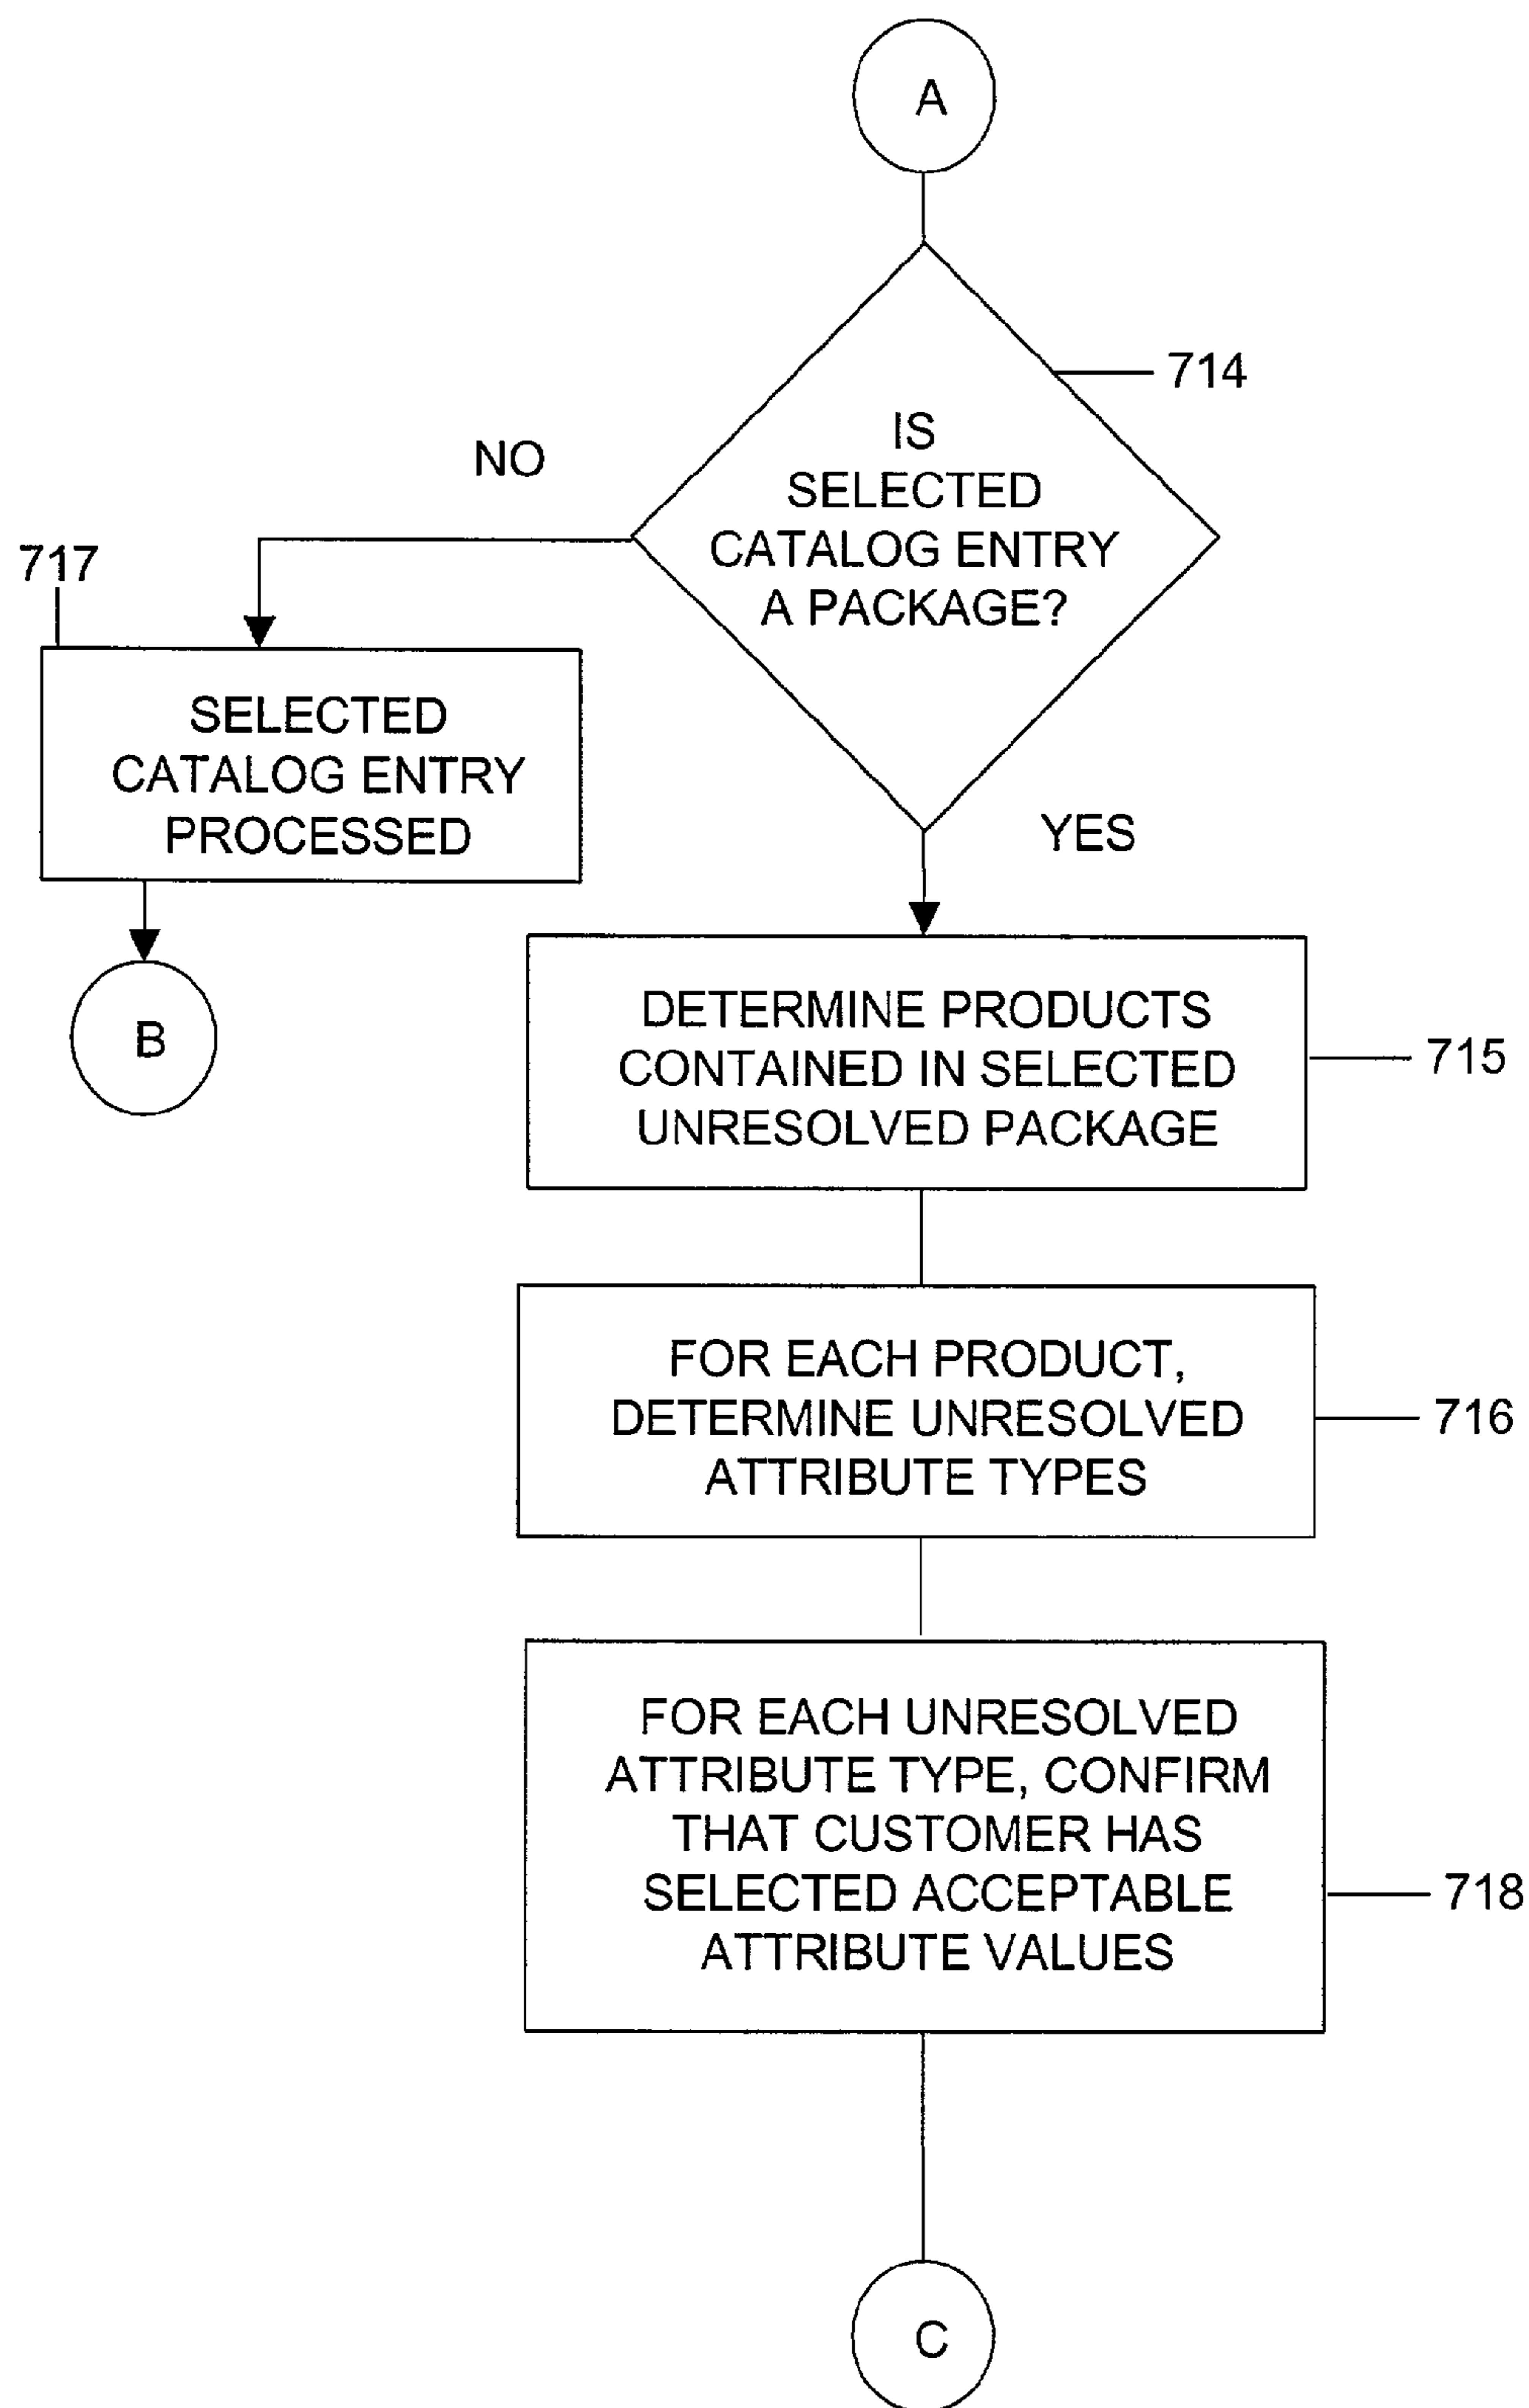 A
714
IS
SELECTED
CATALOG ENTRY
A PACKAGE?
NO
717
SELECTED
CATALOG ENTRY
PROCESSED
B
YES
DETERMINE PRODUCTS
CONTAINED IN SELECTED
UNRESOLVED PACKAGE
715
FOR EACH PRODUCT,
DETERMINE UNRESOLVED
ATTRIBUTE TYPES
716
FOR EACH UNRESOLVED
ATTRIBUTE TYPE, CONFIRM
THAT CUSTOMER HAS
SELECTED ACCEPTABLE
ATTRIBUTE VALUES
718
C